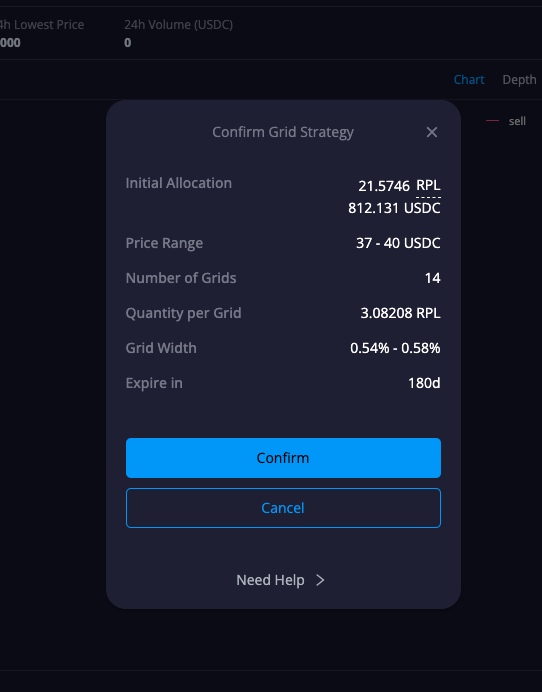 4h Lowest Price 24h Volume (USDC)
000 0
Chart Depth
sell
Confirm Grid Strategy
Initial Allocation 21.5746 RPL
812.131 USDC
Price Range 37 - 40 USDC
Number of Grids 14
Quantity per Grid 3.08208 RPL
Grid Width 0.54% - 0.58%
Expire in 180d
Confirm
Cancel
Need Help